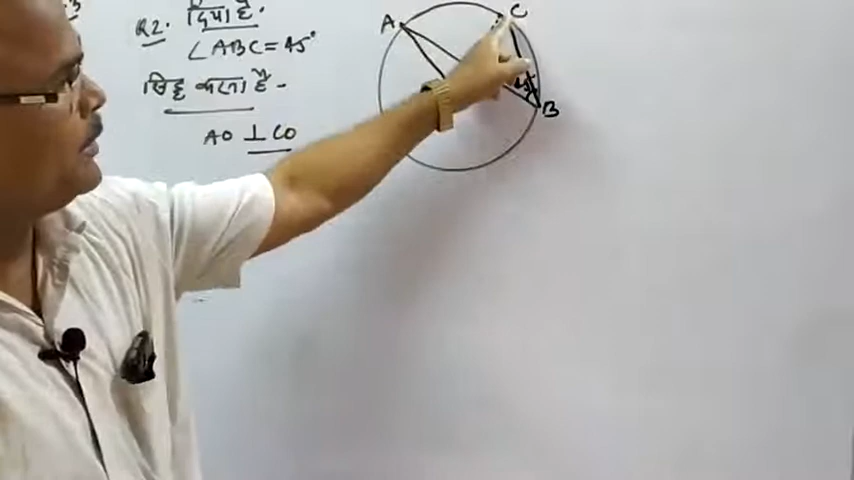 Q2. दिया है.
∠ABC = 45°
सिद्ध करना है -
AO ⊥ CO
A
C
45°
B